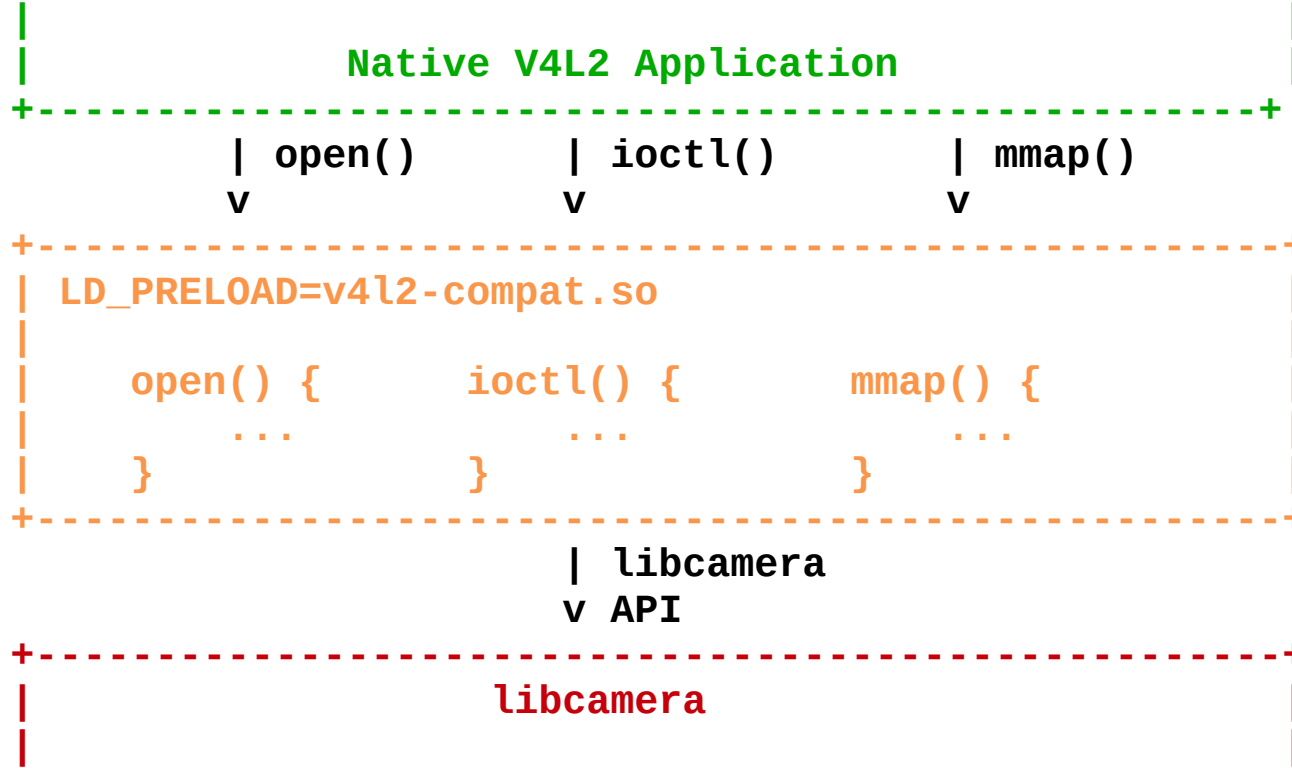 |                                                    |
|             Native V4L2 Application                |
+----------------------------------------------------+
         | open()      | ioctl()       | mmap()
         v             v               v
+----------------------------------------------------+
| LD_PRELOAD=v4l2-compat.so                          |
|                                                    |
|    open() {      ioctl() {       mmap() {          |
|        ...           ...             ...           |
|    }             }               }                 |
+----------------------------------------------------+
                       | libcamera
                       v API
+----------------------------------------------------+
|                   libcamera                        |
|                                                    |